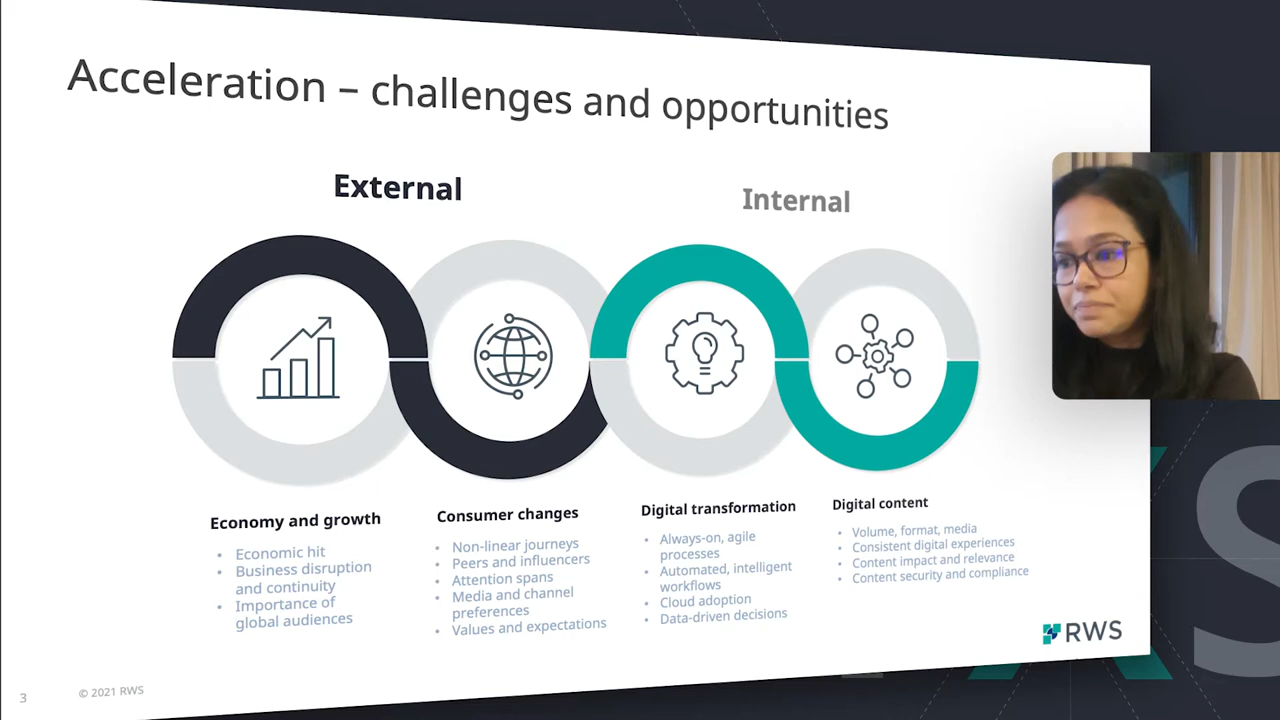 Acceleration – challenges and opportunities
External
Internal
Economy and growth
• Economic hit
• Business disruption
and continuity
• Importance of
global audiences
Consumer changes
• Non-linear journeys
• Peers and influencers
• Attention spans
• Media and channel
preferences
• Values and expectations
Digital transformation
• Always-on, agile
processes
• Automated, intelligent
workflows
• Cloud adoption
• Data-driven decisions
Digital content
• Volume, format, media
• Consistent digital experiences
• Content impact and relevance
• Content security and compliance
RWS
3
© 2021 RWS